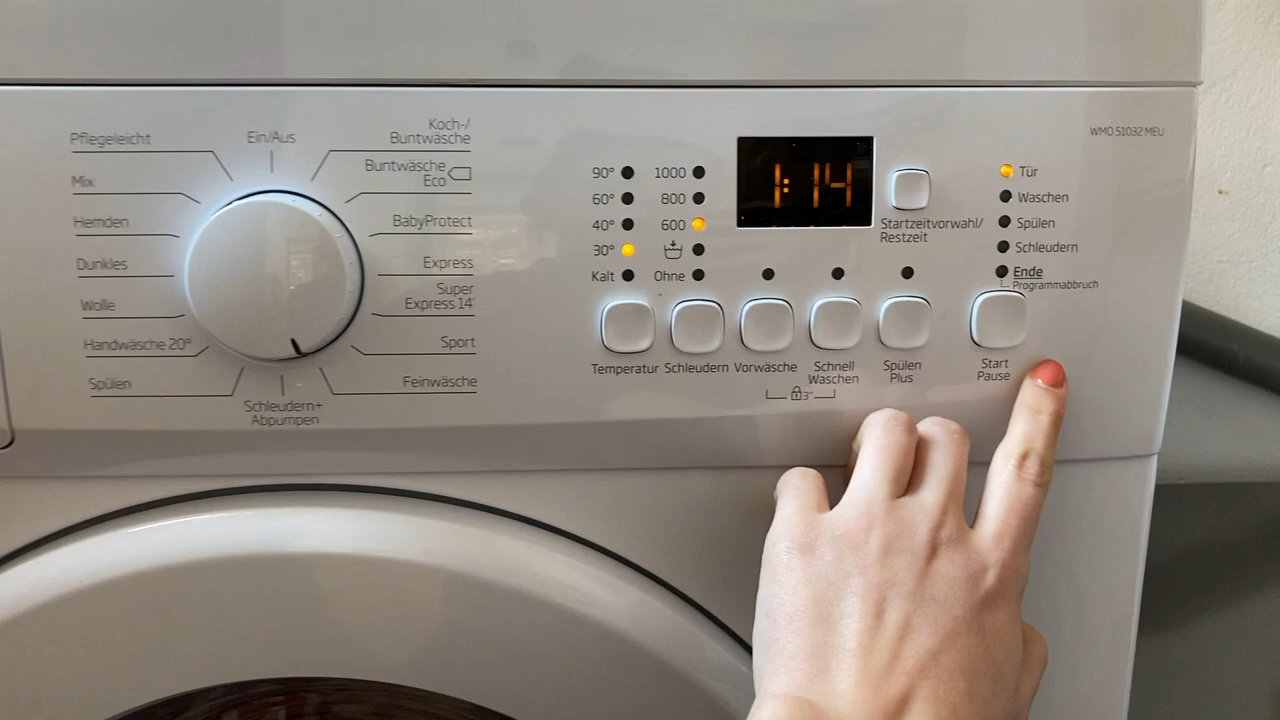 Pflegeleicht
Mix
Hemden
Dunkles
Wolle
Handwäsche 20°
Spülen
Ein/Aus
Schleudern+
Abpumpen
Koch-/
Buntwäsche
Buntwäsche
Eco
BabyProtect
Express
Super
Express 14'
Sport
Feinwäsche
90°
60°
40°
30°
Kalt
1000
800
600
Ohne
1:14
Startzeitvorwahl/
Restzeit
WMO 51032 MEU
Tür
Waschen
Spülen
Schleudern
Ende
Programmabbruch
Temperatur
Schleudern
Vorwäsche
Schnell
Waschen
Spülen
Plus
3"
Start
Pause